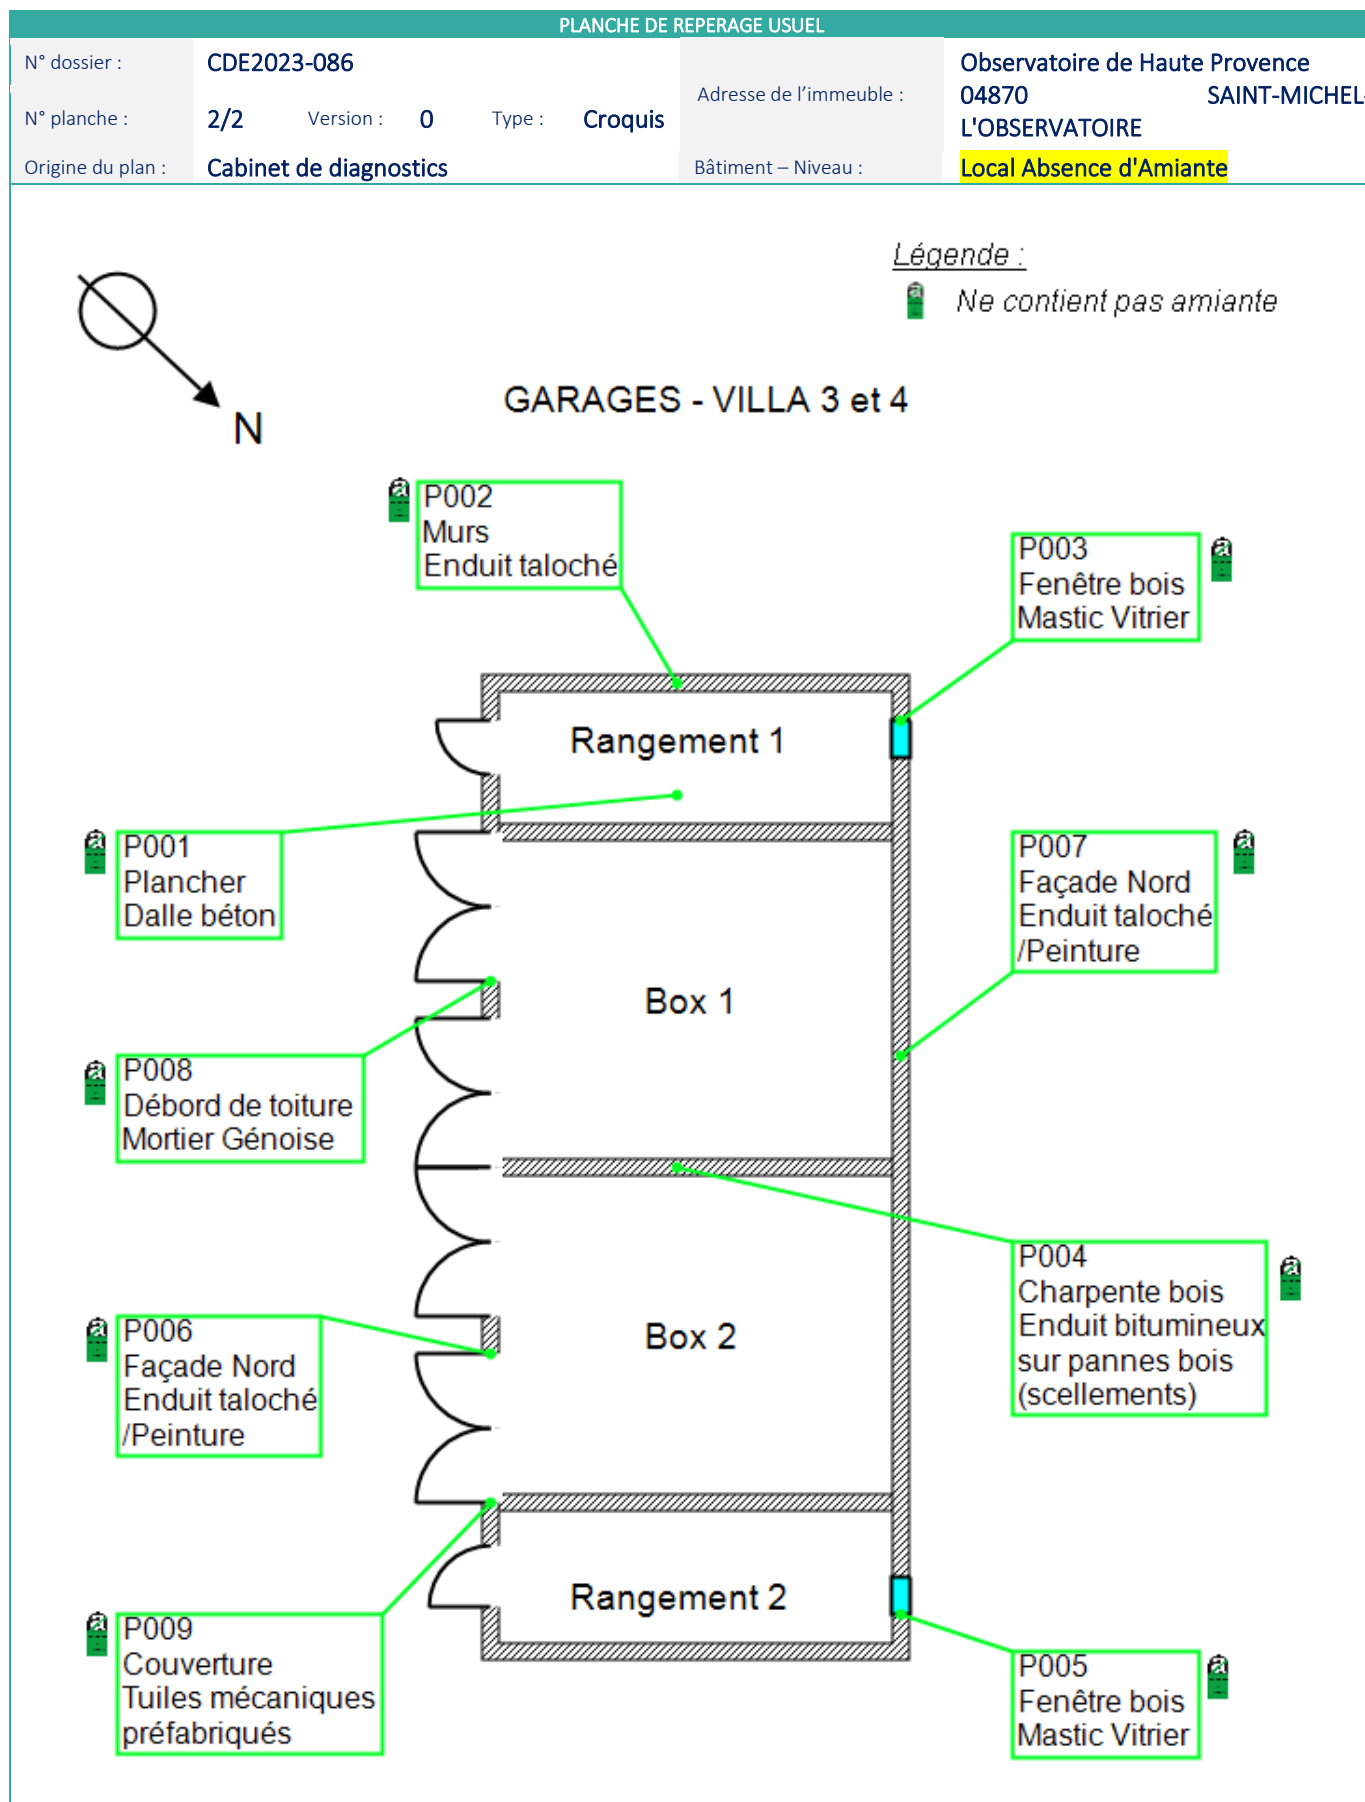 PLANCHE DE REPERAGE USUEL
N° dossier : CDE2023-086
N° planche : 2/2 Version : 0 Type : Croquis
Origine du plan : Cabinet de diagnostics
Adresse de l'immeuble :
Observatoire de Haute Provence
04870 SAINT-MICHEL-
L'OBSERVATOIRE
Bâtiment – Niveau : Local Absence d'Amiante
Légende :
a Ne contient pas amiante
N
GARAGES - VILLA 3 et 4
a
P002
Murs
Enduit taloché
P003
Fenêtre bois
Mastic Vitrier
a
Rangement 1
a
P001
Plancher
Dalle béton
P007
Façade Nord
Enduit taloché
/Peinture
a
Box 1
a
P008
Débord de toiture
Mortier Génoise
P004
Charpente bois
Enduit bitumineux
sur pannes bois
(scellements)
a
Box 2
a
P006
Façade Nord
Enduit taloché
/Peinture
Rangement 2
a
P009
Couverture
Tuiles mécaniques
préfabriqués
P005
Fenêtre bois
Mastic Vitrier
a